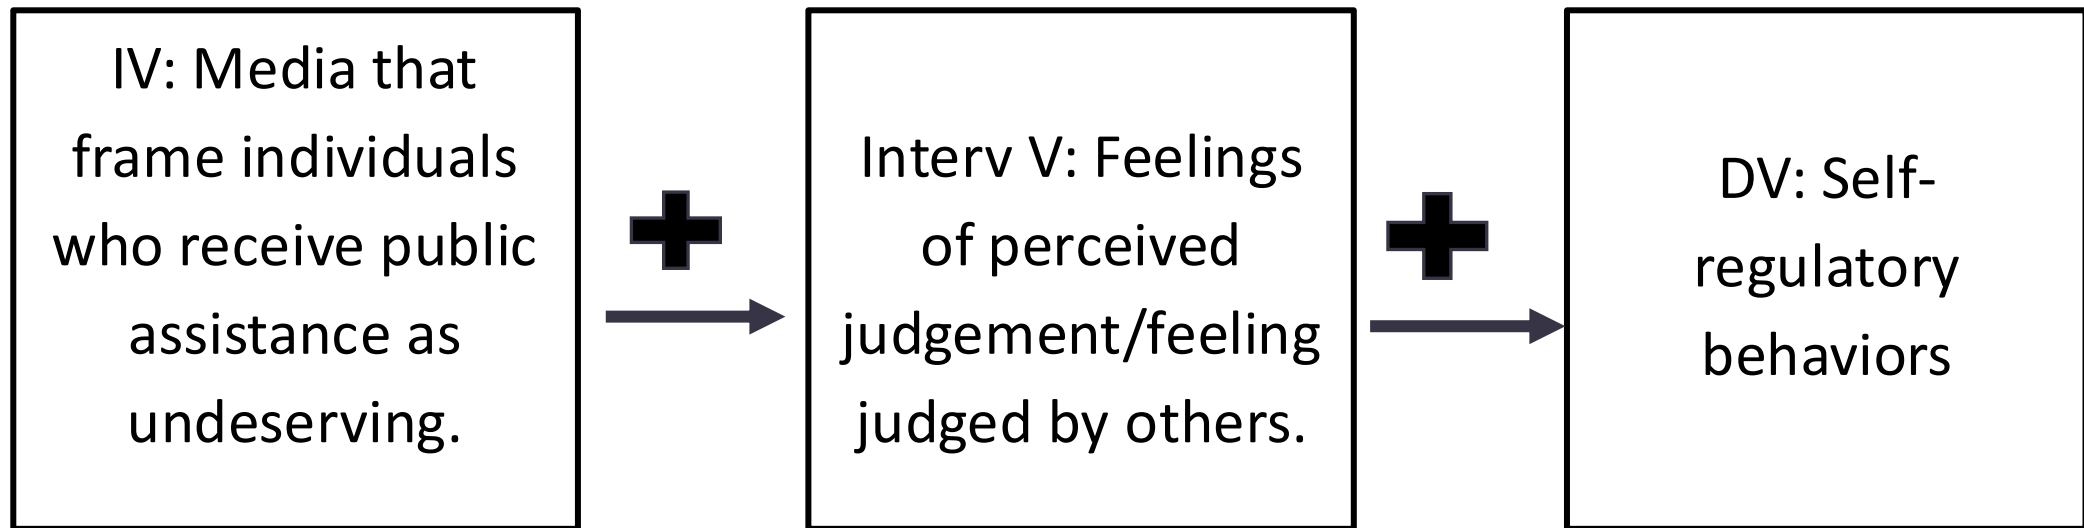 IV: Media that
frame individuals
who receive public
assistance as
undeserving.
Interv V: Feelings
of perceived
judgement/feeling
judged by others.
DV: Self-
regulatory
behaviors